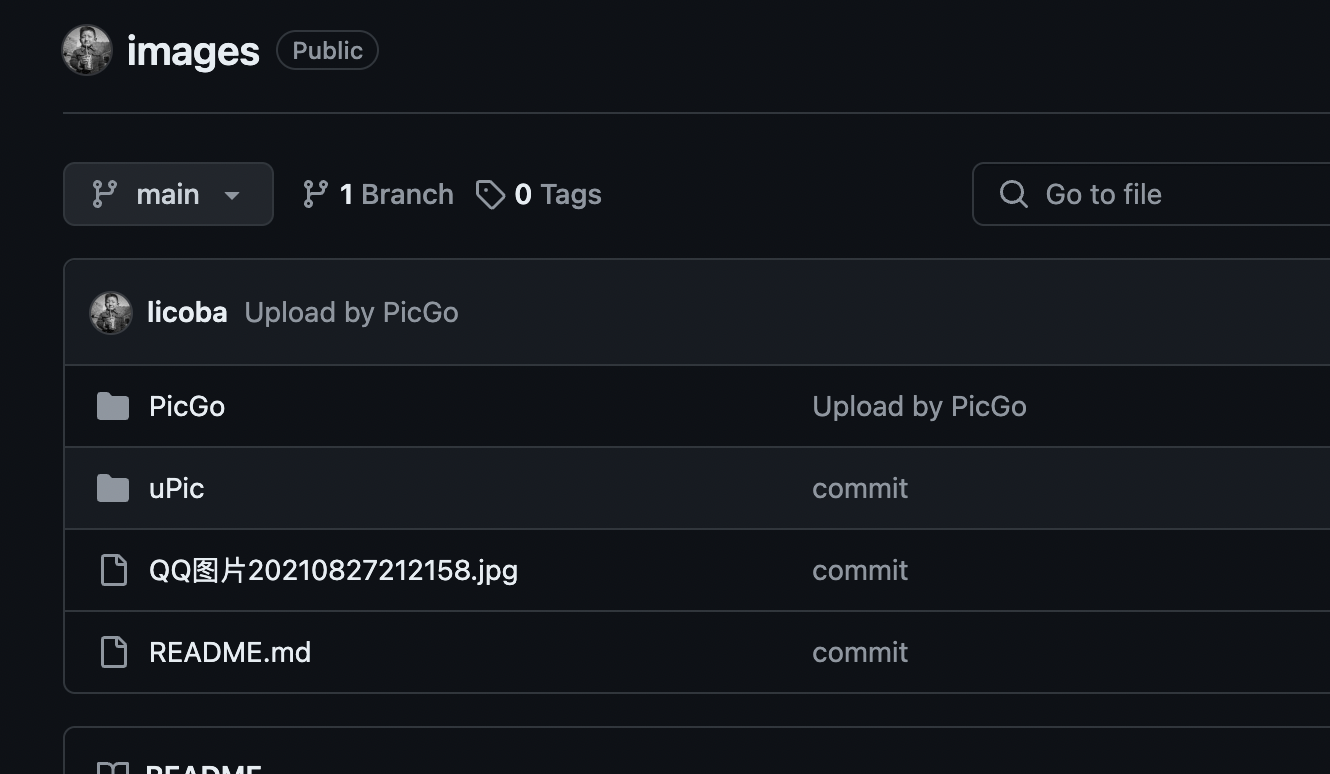 images Public
main 1 Branch 0 Tags Go to file
licoba Upload by PicGo
PicGo Upload by PicGo
uPic commit
QQ图片20210827212158.jpg commit
README.md commit
README